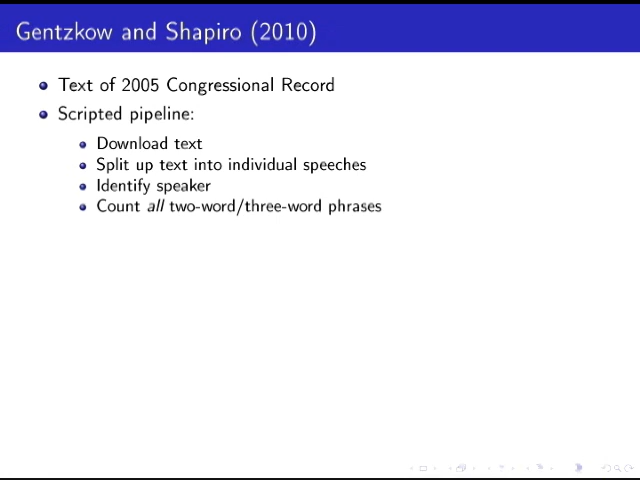 Gentzkow and Shapiro (2010)
Text of 2005 Congressional Record
Scripted pipeline:
Download text
Split up text into individual speeches
Identify speaker
Count all two-word/three-word phrases